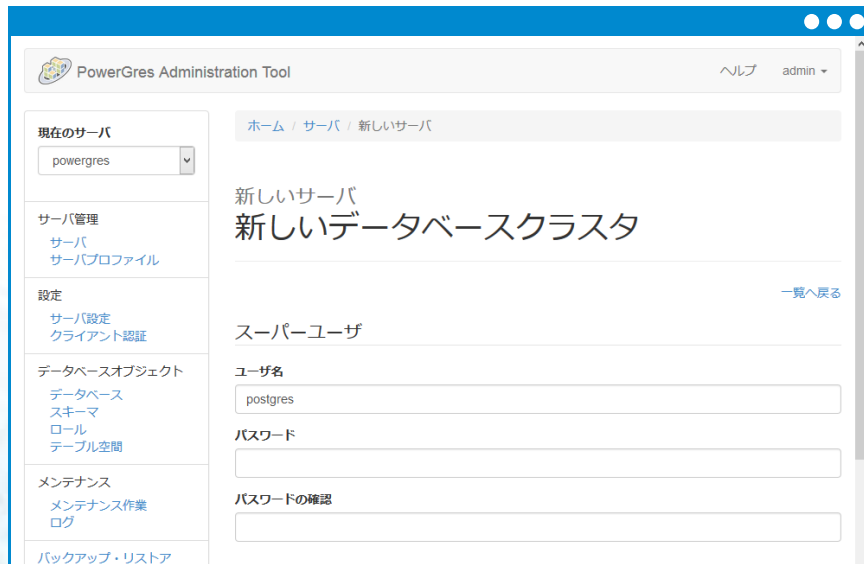 PowerGres Administration Tool
ヘルプ admin
現在のサーバ
powergres
サーバ管理
サーバ
サーバプロファイル
設定
サーバ設定
クライアント認証
データベースオブジェクト
データベース
スキーマ
ロール
テーブル空間
メンテナンス
メンテナンス作業
ログ
バックアップ・リストア
ホーム / サーバ / 新しいサーバ
新しいサーバ
新しいデータベースクラスタ
一覧へ戻る
スーパーユーザ
ユーザ名
postgres
パスワード
パスワードの確認